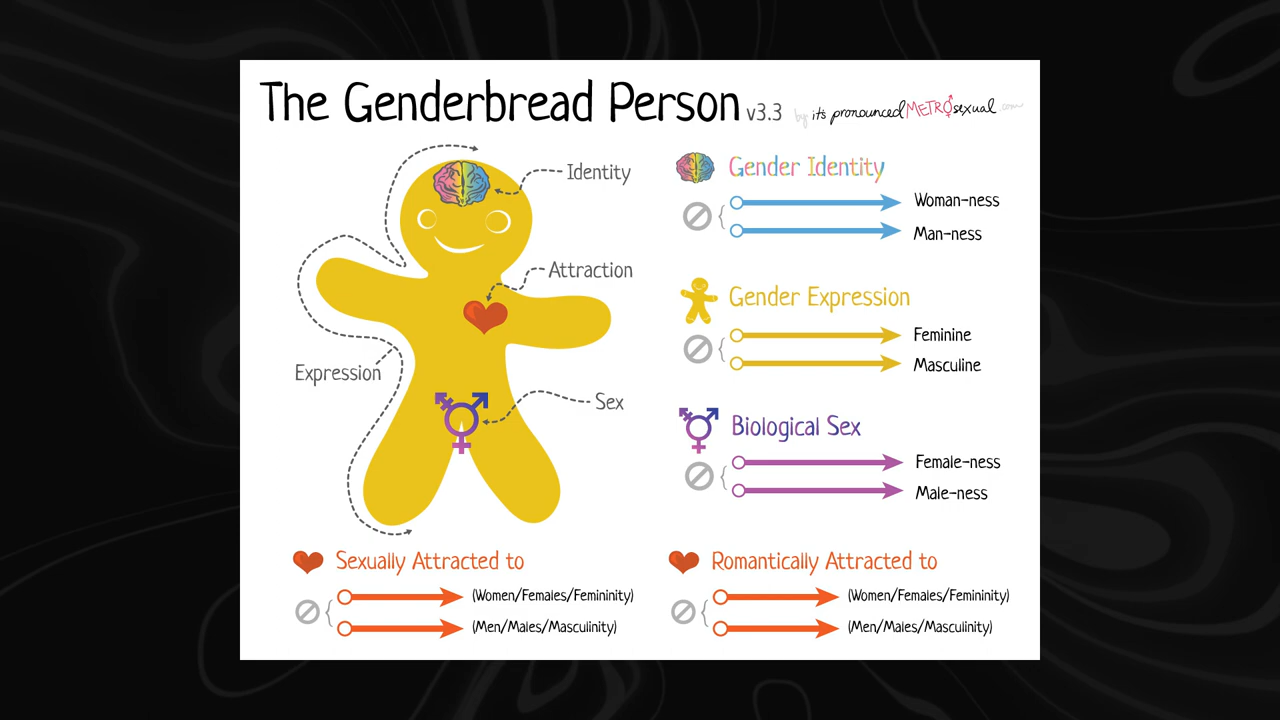 The Genderbread Person v3.3 by it's pronounced METROsexual .com
Identity
Attraction
Expression
Sex
Gender Identity
Woman-ness
Man-ness
Gender Expression
Feminine
Masculine
Biological Sex
Female-ness
Male-ness
Sexually Attracted to
(Women/Females/Femininity)
(Men/Males/Masculinity)
Romantically Attracted to
(Women/Females/Femininity)
(Men/Males/Masculinity)